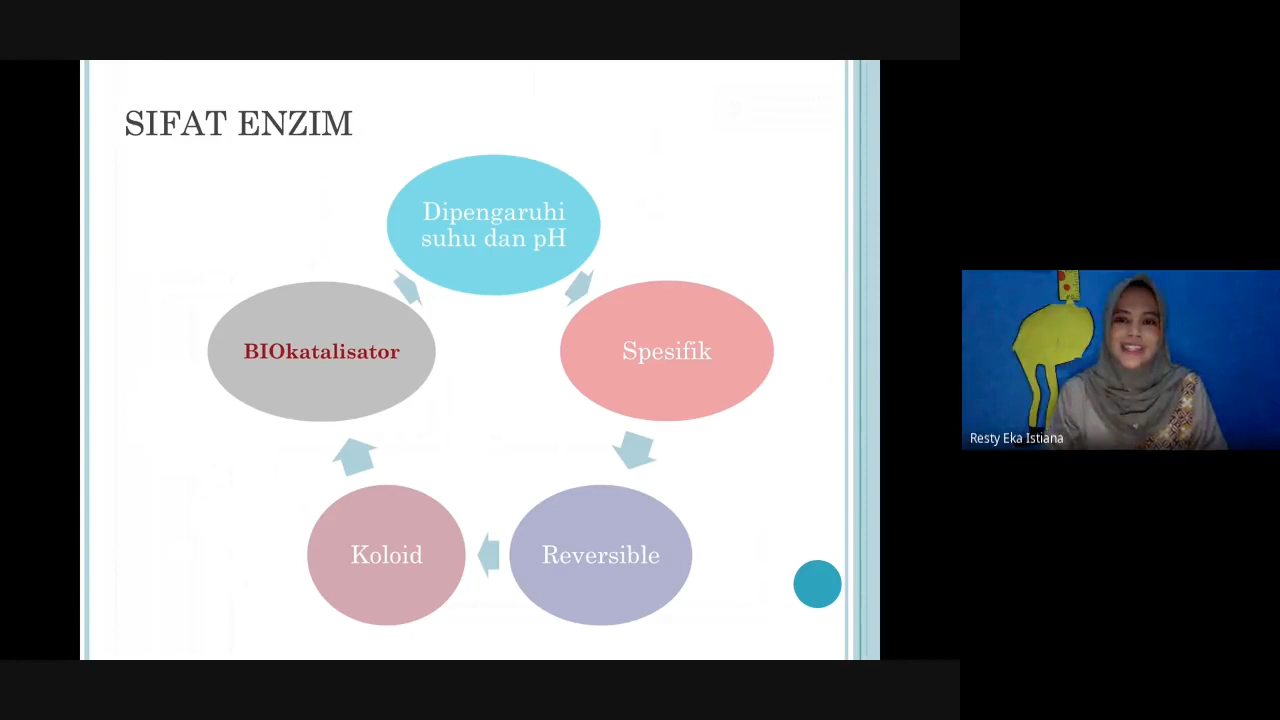 SIFAT ENZIM
Dipengaruhi
suhu dan pH
BIOkatalisator
Spesifik
Koloid
Reversible
Resty Eka Istiana